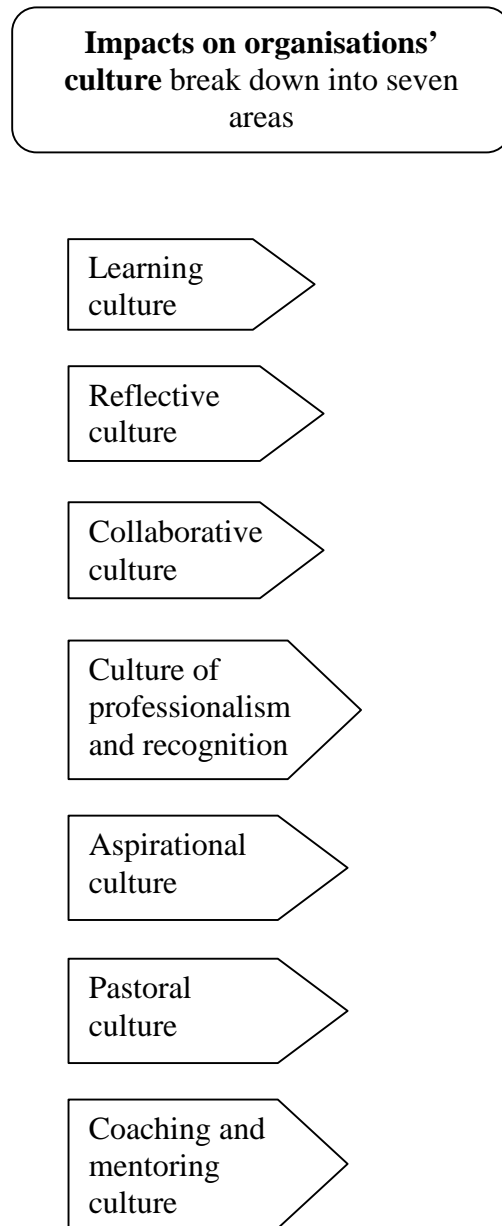 Impacts on organisations’
culture break down into seven
areas
Learning
culture
Reflective
culture
Collaborative
culture
Culture of
professionalism
and recognition
Aspirational
culture
Pastoral
culture
Coaching and
mentoring
culture